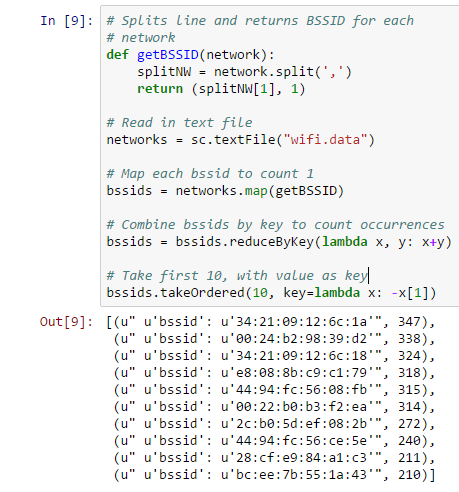 In [9]: # Splits line and returns BSSID for each
# network
def getBSSID(network):
    splitNW = network.split(',')
    return (splitNW[1], 1)

# Read in text file
networks = sc.textFile("wifi.data")

# Map each bssid to count 1
bssids = networks.map(getBSSID)

# Combine bssids by key to count occurrences
bssids = bssids.reduceByKey(lambda x, y: x+y)

# Take first 10, with value as key
bssids.takeOrdered(10, key=lambda x: -x[1])
Out[9]: [(u" u'bssid': u'34:21:09:12:6c:1a'", 347),
(u" u'bssid': u'00:24:b2:98:39:d2'", 338),
(u" u'bssid': u'34:21:09:12:6c:18'", 324),
(u" u'bssid': u'e8:08:8b:c9:c1:79'", 318),
(u" u'bssid': u'44:94:fc:56:08:fb'", 315),
(u" u'bssid': u'00:22:b0:b3:f2:ea'", 314),
(u" u'bssid': u'2c:b0:5d:ef:08:2b'", 272),
(u" u'bssid': u'44:94:fc:56:ce:5e'", 240),
(u" u'bssid': u'28:cf:e9:84:a1:c3'", 211),
(u" u'bssid': u'bc:ee:7b:55:1a:43'", 210)]